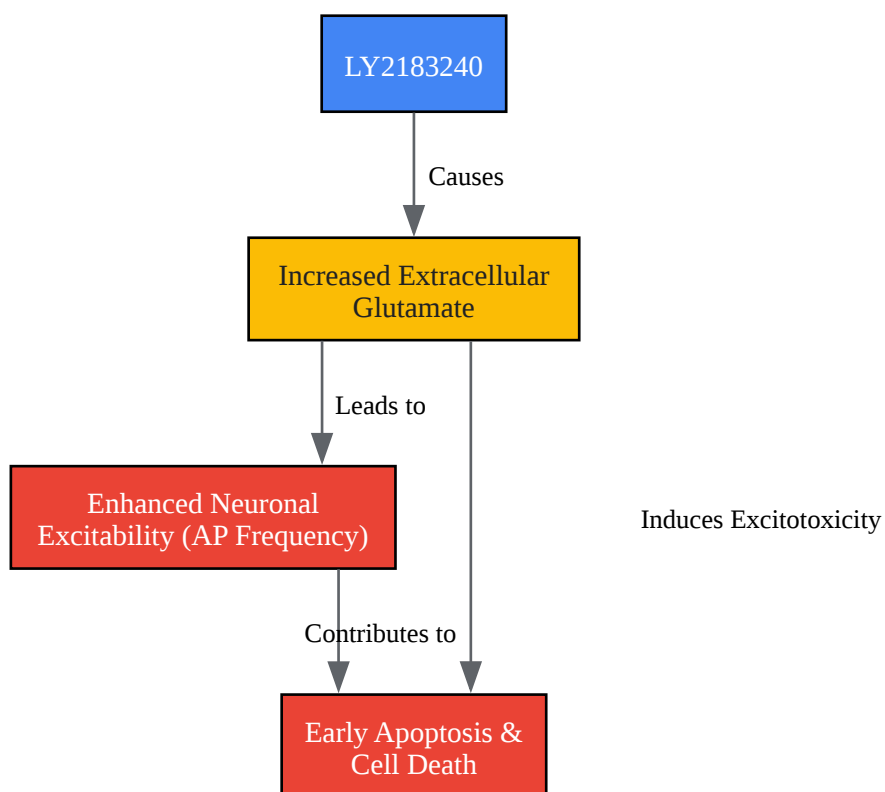 LY2183240
Causes
Increased Extracellular
Glutamate
Leads to
Enhanced Neuronal
Excitability (AP Frequency)
Induces Excitotoxicity
Contributes to
Early Apoptosis &
Cell Death